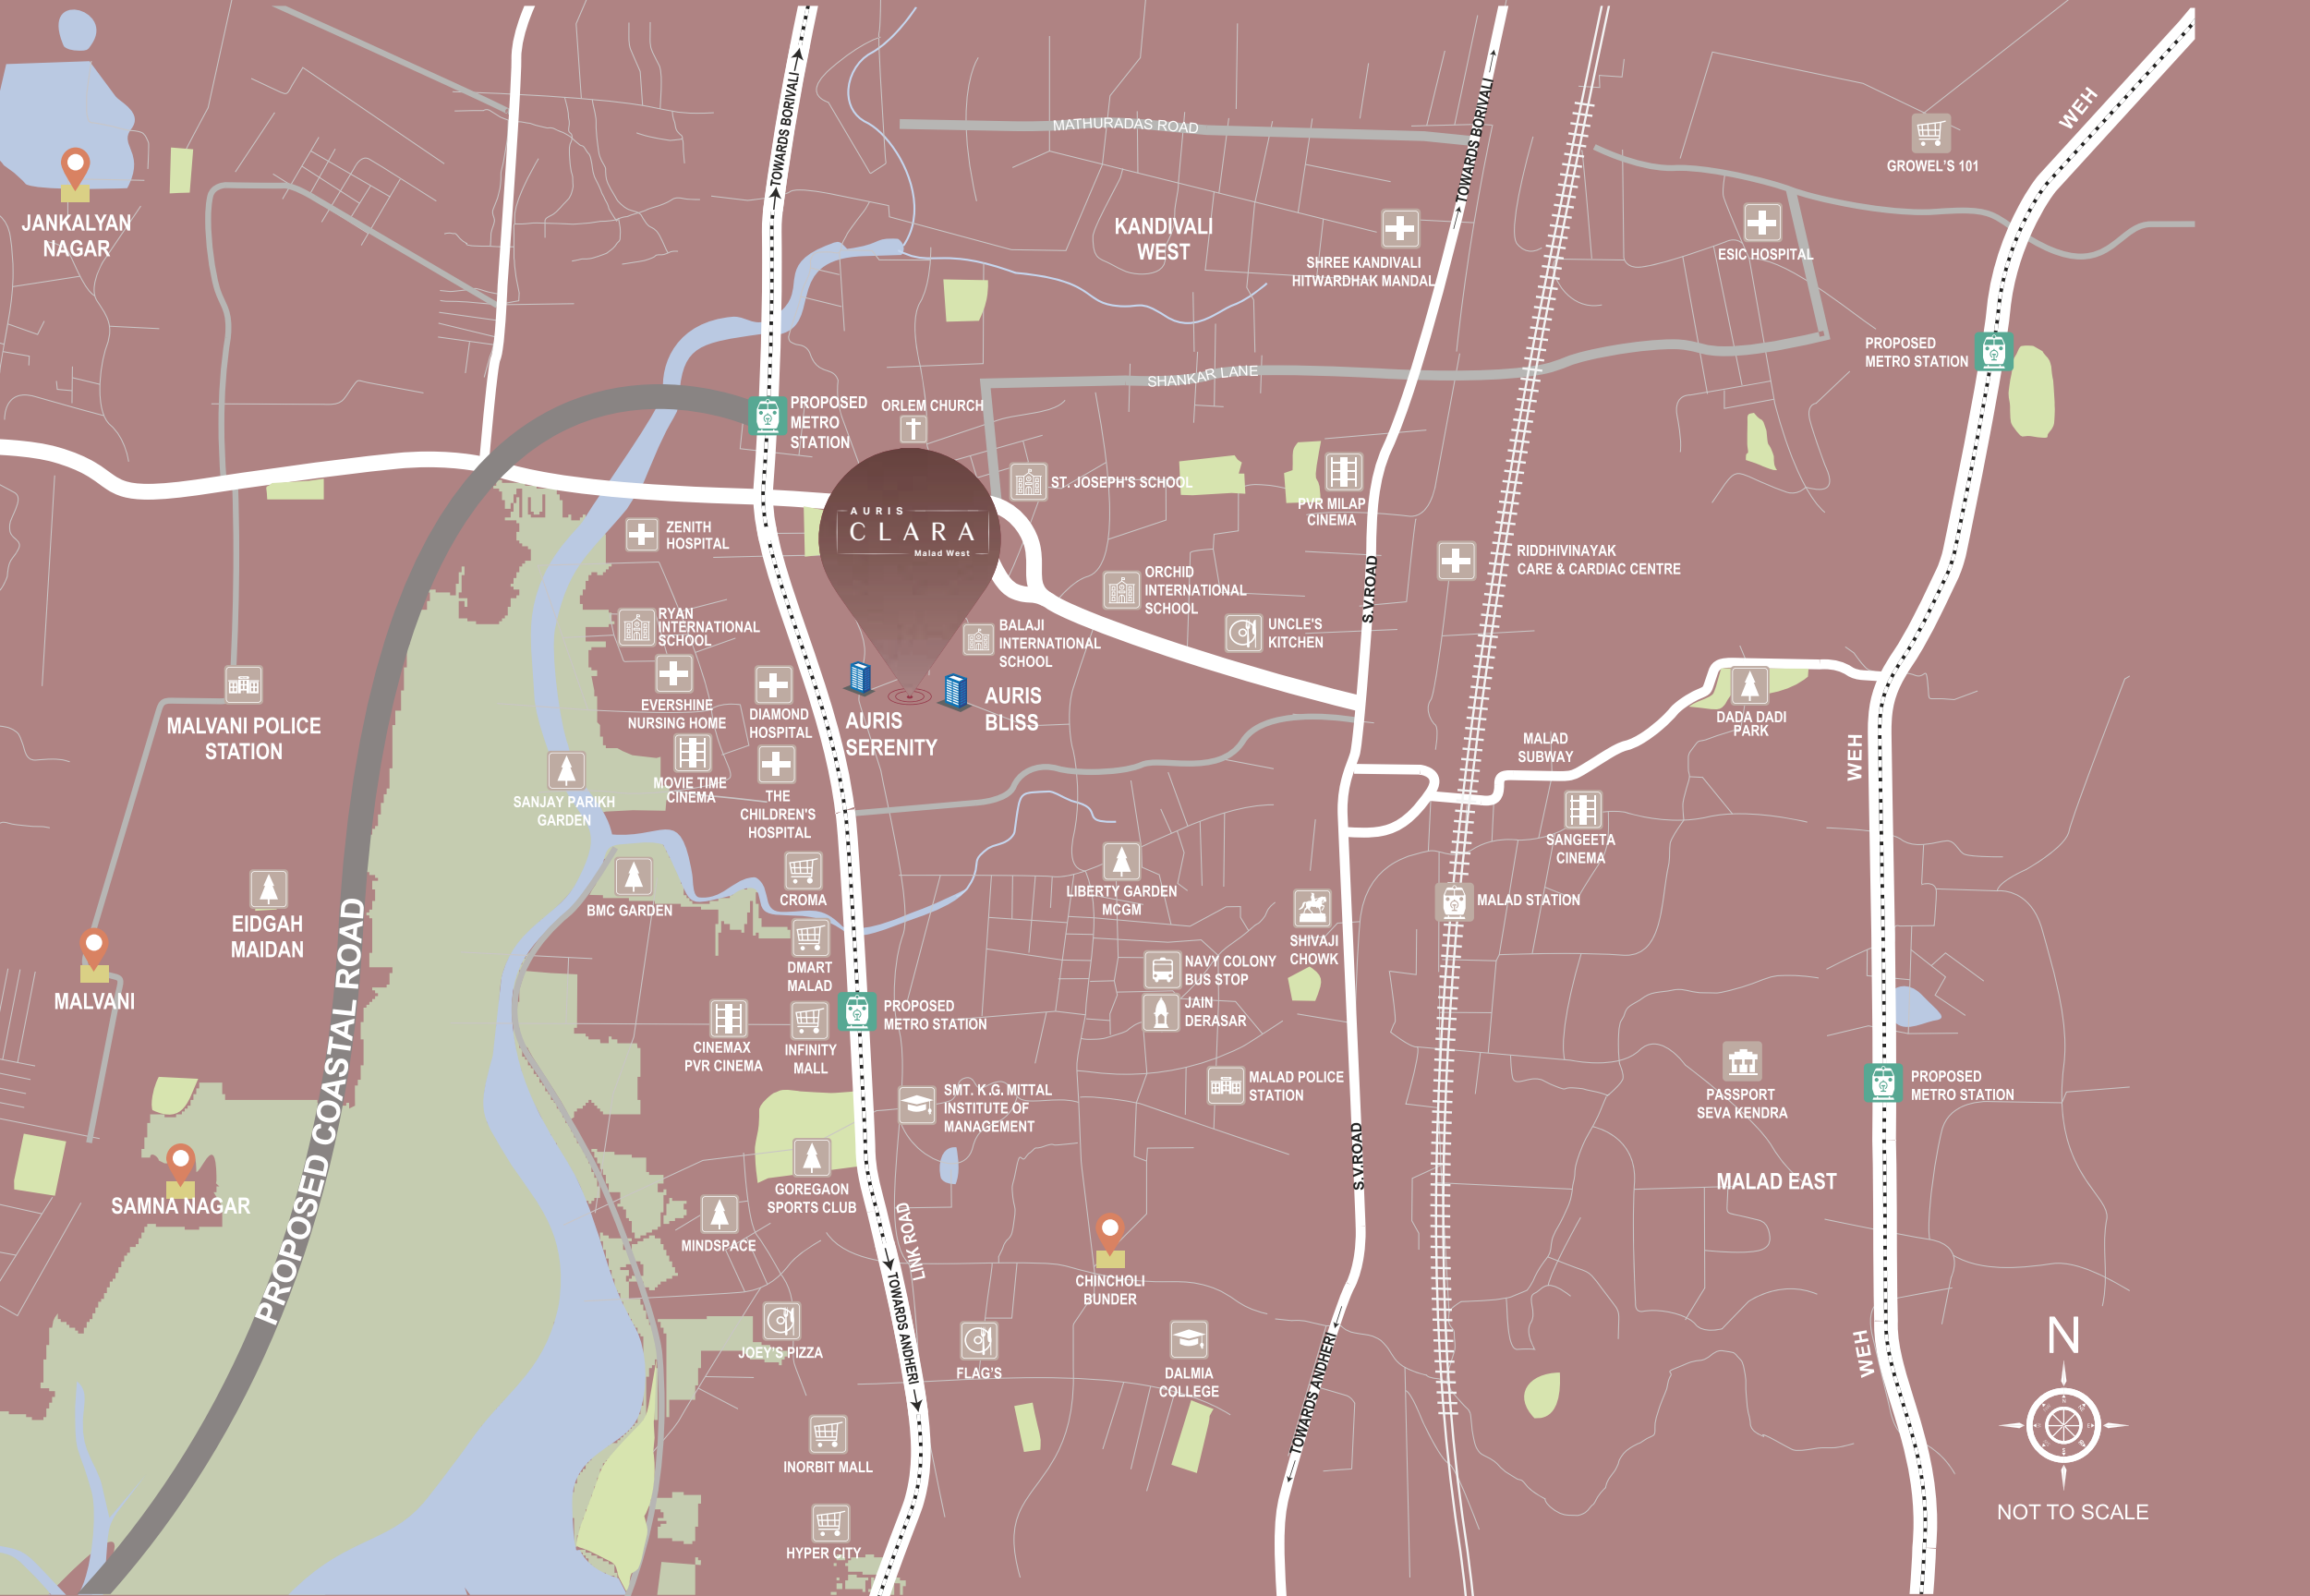 WEH
MATHURADAS ROAD
TOWARDS BORIVALI
TOWARDS BORIVALI
GROWEL'S 101
JANKALYAN
NAGAR
KANDIVALI
WEST
SHREE KANDIVALI
HITWARDHAK MANDAL
ESIC HOSPITAL
PROPOSED
METRO STATION
SHANKAR LANE
PROPOSED
METRO
STATION
ORLEM CHURCH
ST. JOSEPH'S SCHOOL
PVR MILAP
CINEMA
AURIS
CLARA
Malad West
ZENITH
HOSPITAL
RIDDHIVINAYAK
CARE & CARDIAC CENTRE
ORCHID
INTERNATIONAL
SCHOOL
S.V.ROAD
RYAN
INTERNATIONAL
SCHOOL
BALAJI
INTERNATIONAL
SCHOOL
UNCLE'S
KITCHEN
EVERSHINE
NURSING HOME
DIAMOND
HOSPITAL
AURIS
SERENITY
AURIS
BLISS
MALVANI POLICE
STATION
DADA DADI
PARK
MALAD
SUBWAY
WEH
MOVIE TIME
CINEMA
THE
CHILDREN'S
HOSPITAL
SANJAY PARIKH
GARDEN
SANGEETA
CINEMA
CROMA
BMC GARDEN
LIBERTY GARDEN
MCGM
MALAD STATION
EIDGAH
MAIDAN
SHIVAJI
CHOWK
DMART
MALAD
NAVY COLONY
BUS STOP
MALVANI
PROPOSED COASTAL ROAD
JAIN
DERASAR
PROPOSED
METRO STATION
CINEMAX
PVR CINEMA
INFINITY
MALL
MALAD POLICE
STATION
SMT. K.G. MITTAL
INSTITUTE OF
MANAGEMENT
PASSPORT
SEVA KENDRA
PROPOSED
METRO STATION
S.V.ROAD
MALAD EAST
GOREGAON
SPORTS CLUB
SAMNA NAGAR
MINDSPACE
LINK ROAD
CHINCHOLI
BUNDER
TOWARDS ANDHERI
TOWARDS ANDHERI
WEH
N
JOEY'S PIZZA
FLAG'S
DALMIA
COLLEGE
INORBIT MALL
NOT TO SCALE
HYPER CITY